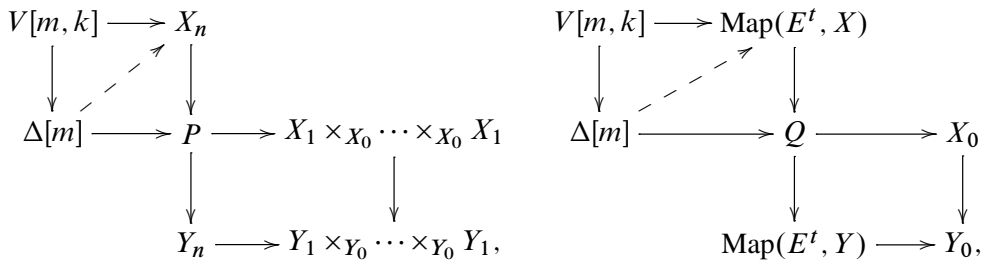 V[m, k] X_n V[m, k] Map(E^t, X)
Δ[m] P X_1 ×_{X_0} ⋯ ×_{X_0} X_1 Δ[m] Q X_0
Y_n Y_1 ×_{Y_0} ⋯ ×_{Y_0} Y_1, Map(E^t, Y) Y_0,